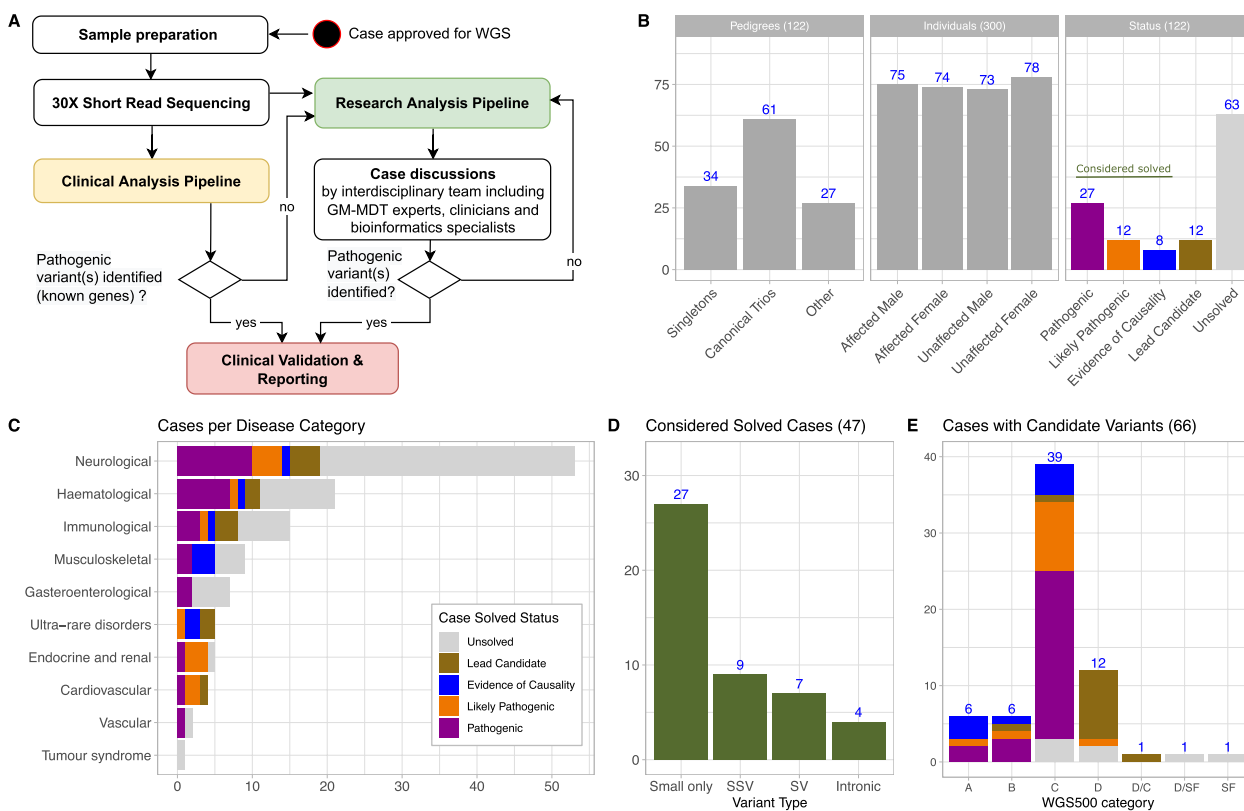 A
Sample preparation
Case approved for WGS
30X Short Read Sequencing
Research Analysis Pipeline
Clinical Analysis Pipeline
Case discussions
by interdisciplinary team including
GM-MDT experts, clinicians and
bioinformatics specialists
no
no
Pathogenic
variant(s) identified
(known genes) ?
Pathogenic
variant(s)
identified?
yes
yes
Clinical Validation &
Reporting
B
Pedigrees (122)
Individuals (300)
Status (122)
75
50
25
0
34
61
27
75
74
73
78
Considered solved
27
12
8
12
63
Singletons
Canonical Trios
Other
Affected Male
Affected Female
Unaffected Male
Unaffected Female
Pathogenic
Likely Pathogenic
Evidence of Causality
Lead Candidate
Unsolved
C
Cases per Disease Category
Neurological
Haematological
Immunological
Musculoskeletal
Gasteroenterological
Ultra−rare disorders
Endocrine and renal
Cardiovascular
Vascular
Tumour syndrome
0
10
20
30
40
50
Case Solved Status
Unsolved
Lead Candidate
Evidence of Causality
Likely Pathogenic
Pathogenic
D
Considered Solved Cases (47)
30
20
10
0
27
9
7
4
Small only
SSV
SV
Intronic
Variant Type
E
Cases with Candidate Variants (66)
40
30
20
10
0
6
6
39
12
1
1
1
A
B
C
D
D/C
D/SF
SF
WGS500 category